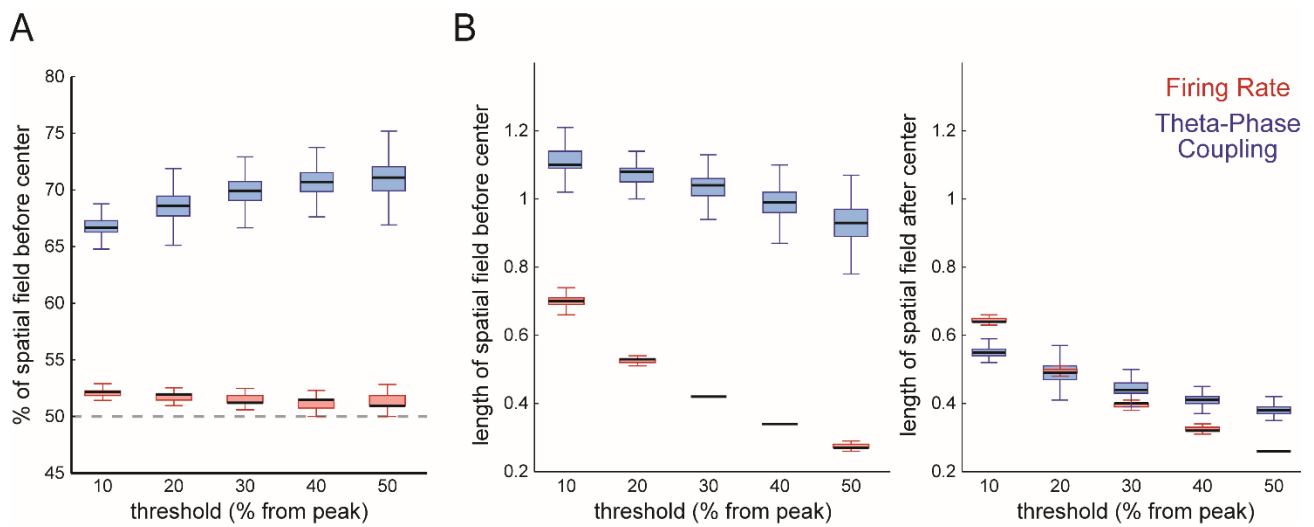 A
% of spatial field before center
80
75
70
65
60
55
50
45
10 20 30 40 50
threshold (% from peak)
B
length of spatial field before center
1.2
1
0.8
0.6
0.4
0.2
10 20 30 40 50
threshold (% from peak)
length of spatial field after center
1.2
1
0.8
0.6
0.4
0.2
10 20 30 40 50
threshold (% from peak)
Firing Rate
Theta-Phase
Coupling